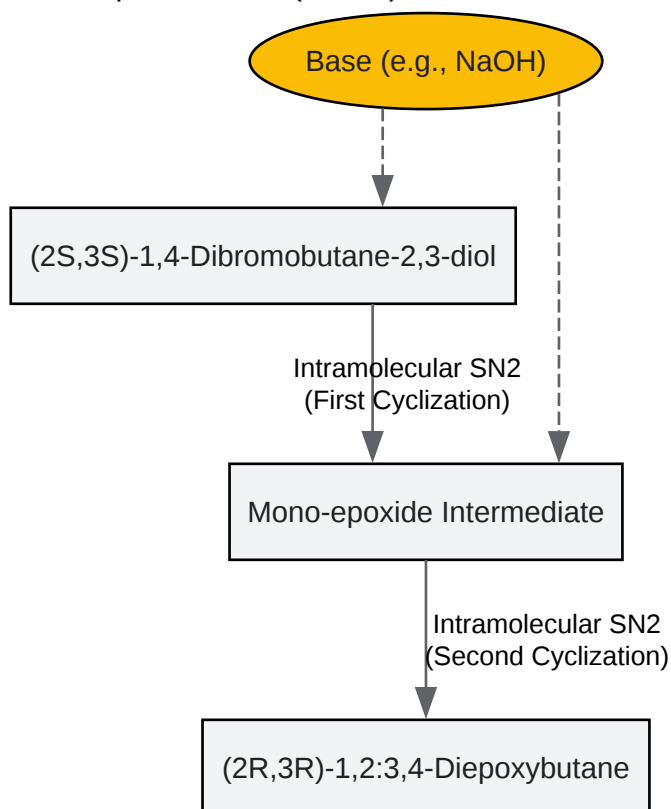 Base (e.g., NaOH)
(2S,3S)-1,4-Dibromobutane-2,3-diol
Intramolecular SN2
(First Cyclization)
Mono-epoxide Intermediate
Intramolecular SN2
(Second Cyclization)
(2R,3R)-1,2:3,4-Diepoxybutane